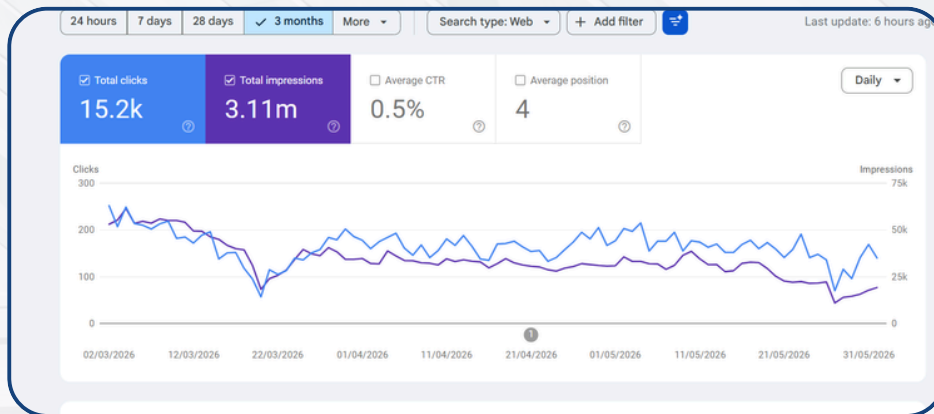 24 hours 7 days 28 days 3 months More Search type: Web + Add filter Last update: 6 hours ago
Total clicks Total impressions Average CTR Average position Daily
15.2k 3.11m 0.5% 4
Clicks Impressions
300 75k
200 50k
100 25k
0 0
1
02/03/2026 12/03/2026 22/03/2026 01/04/2026 11/04/2026 21/04/2026 01/05/2026 11/05/2026 21/05/2026 31/05/2026